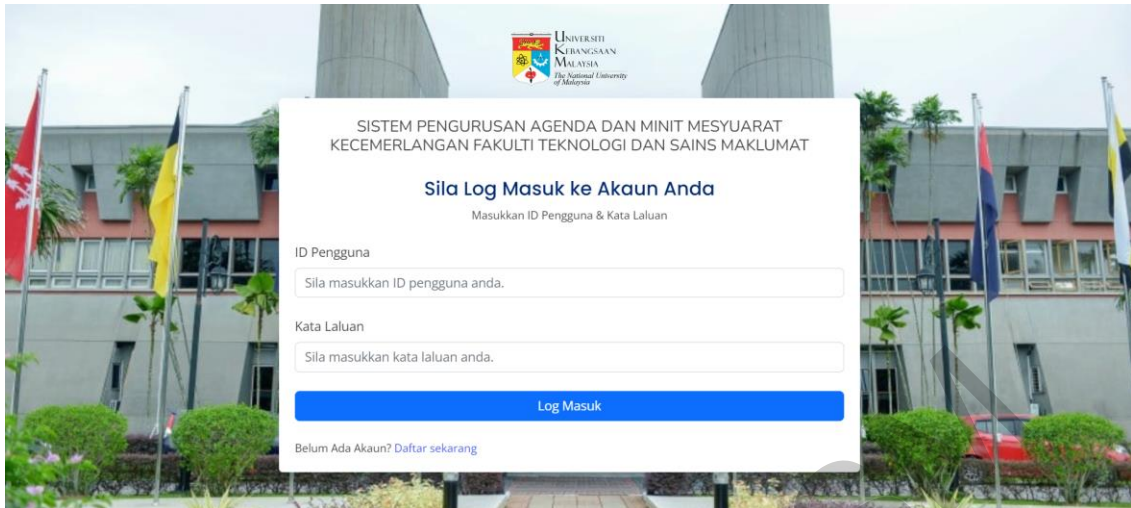 UNIVERSITI
KEBANGSAAN
MALAYSIA
The National University
of Malaysia
SISTEM PENGURUSAN AGENDA DAN MINIT MESYUARAT
KECEMERLANGAN FAKULTI TEKNOLOGI DAN SAINS MAKLUMAT
Sila Log Masuk ke Akaun Anda
Masukkan ID Pengguna & Kata Laluan
ID Pengguna
Sila masukkan ID pengguna anda.
Kata Laluan
Sila masukkan kata laluan anda.
Log Masuk
Belum Ada Akaun? Daftar sekarang